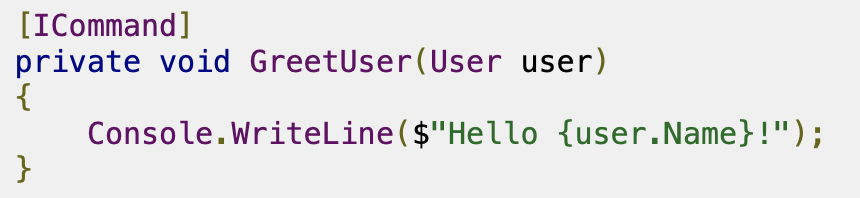 [ICommand]
private void GreetUser(User user)
{
    Console.WriteLine($"Hello {user.Name}!");
}